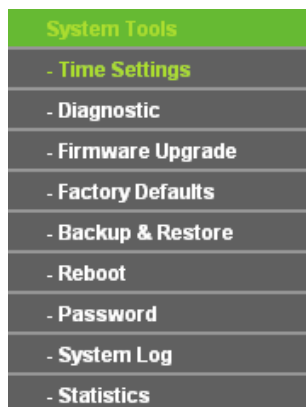 System Tools
- Time Settings
- Diagnostic
- Firmware Upgrade
- Factory Defaults
- Backup & Restore
- Reboot
- Password
- System Log
- Statistics